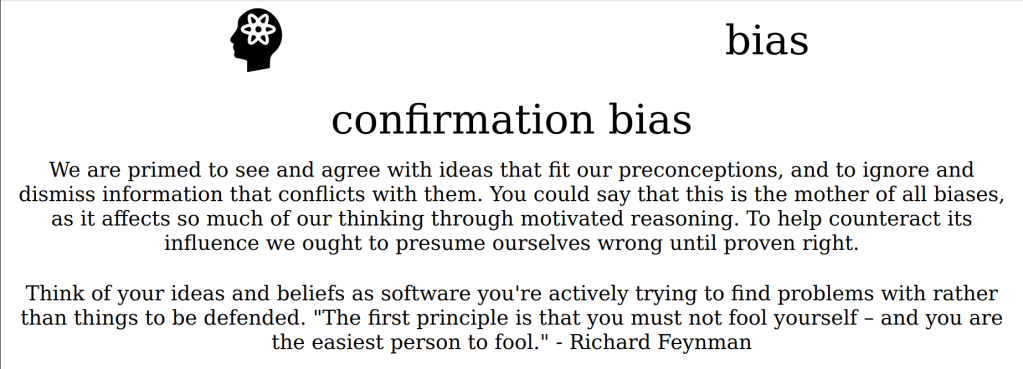 bias
confirmation bias
We are primed to see and agree with ideas that fit our preconceptions, and to ignore and
dismiss information that conflicts with them. You could say that this is the mother of all biases,
as it affects so much of our thinking through motivated reasoning. To help counteract its
influence we ought to presume ourselves wrong until proven right.
Think of your ideas and beliefs as software you're actively trying to find problems with rather
than things to be defended. "The first principle is that you must not fool yourself – and you are
the easiest person to fool." - Richard Feynman